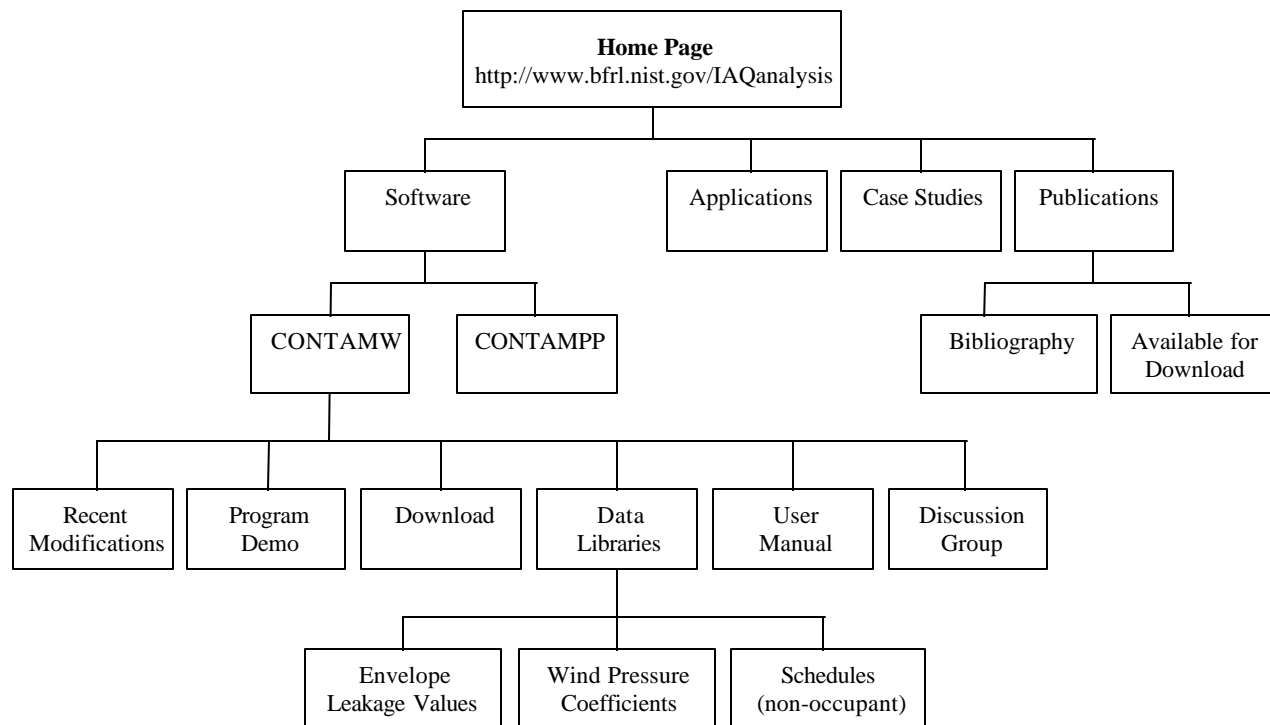 Home Page
http://www.bfrl.nist.gov/IAQanalysis
Software
Applications
Case Studies
Publications
CONTAMW
CONTAMPP
Bibliography
Available for
Download
Recent
Modifications
Program
Demo
Download
Data
Libraries
User
Manual
Discussion
Group
Envelope
Leakage Values
Wind Pressure
Coefficients
Schedules
(non-occupant)